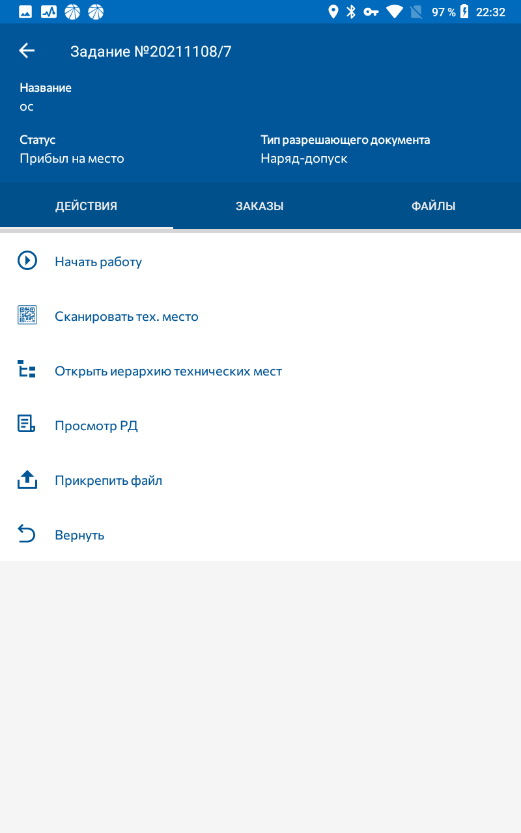 97 % 22:32
Задание №20211108/7
Название
ос
Статус
Тип разрешающего документа
Прибыл на место
Наряд-допуск
ДЕЙСТВИЯ
ЗАКАЗЫ
ФАЙЛЫ
Начать работу
Сканировать тех. место
Открыть иерархию технических мест
Просмотр РД
Прикрепить файл
Вернуть